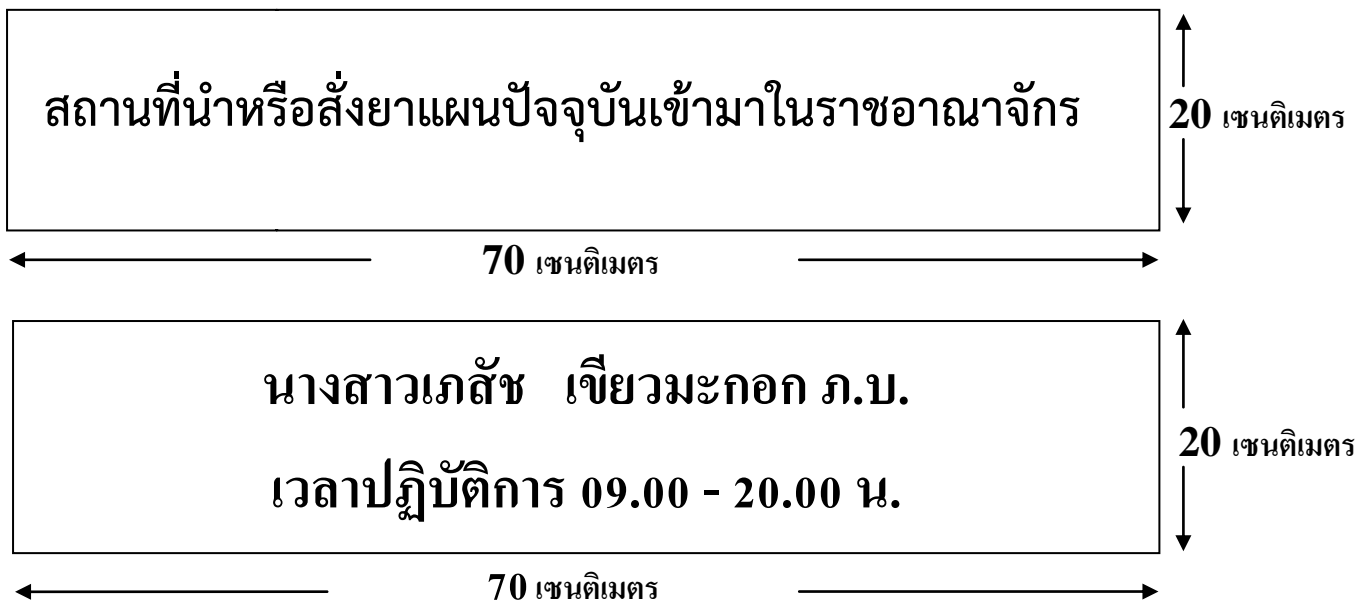 สถานที่นำหรือสั่งยาแผนปัจจุบันเข้ามาในราชอาณาจักร
20 เซนติเมตร
70 เซนติเมตร
นางสาวเภสัช เขียวมะกอก ภ.บ.
เวลาปฏิบัติการ 09.00 - 20.00 น.
20 เซนติเมตร
70 เซนติเมตร